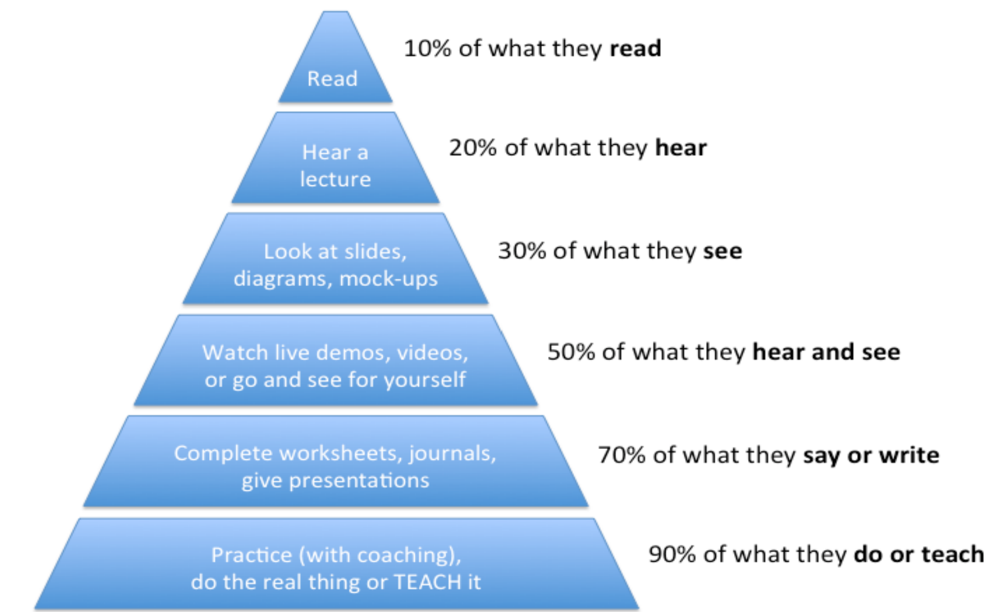 Read
10% of what they read
Hear a
lecture
20% of what they hear
Look at slides,
diagrams, mock-ups
30% of what they see
Watch live demos, videos,
or go and see for yourself
50% of what they hear and see
Complete worksheets, journals,
give presentations
70% of what they say or write
Practice (with coaching),
do the real thing or TEACH it
90% of what they do or teach